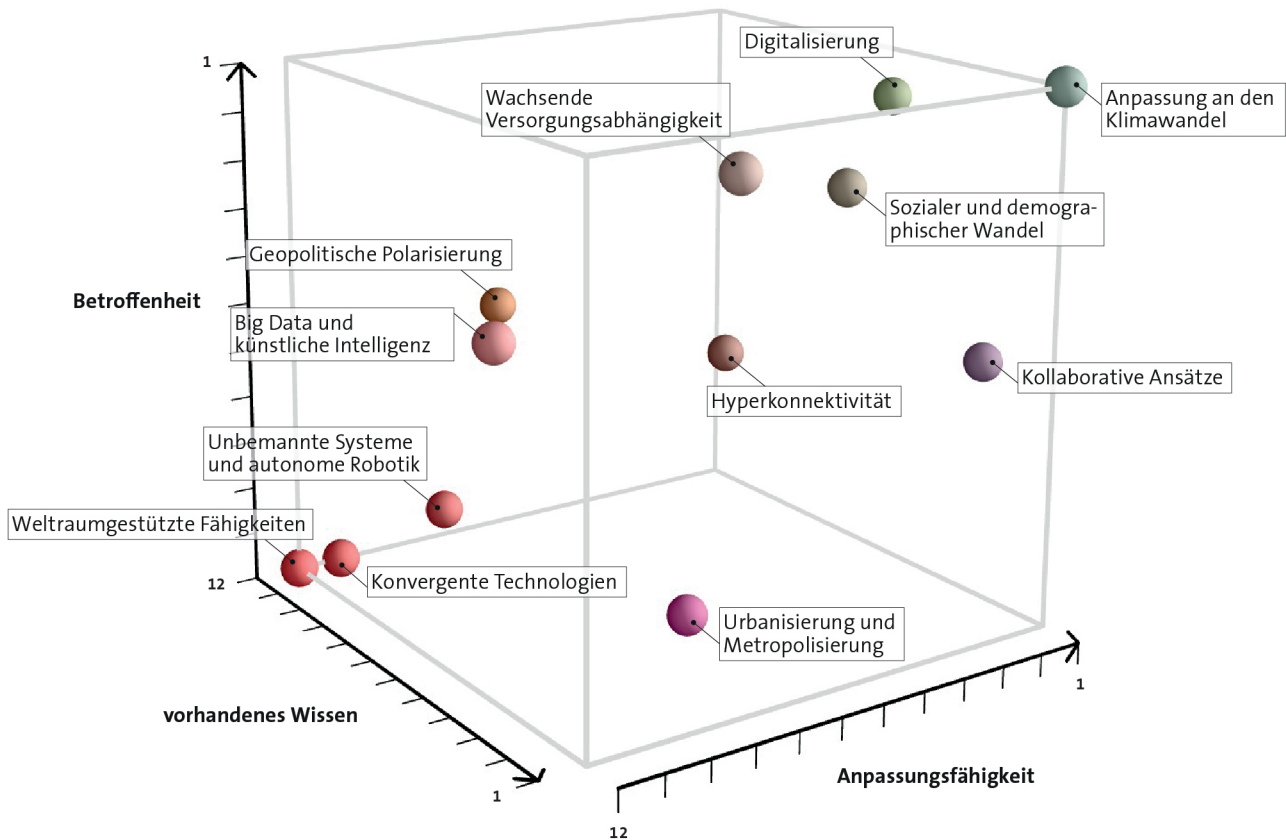 Digitalisierung
1
Wachsende
Versorgungsabhängigkeit
Anpassung an den
Klimawandel
Sozialer und demogra-
phischer Wandel
Geopolitische Polarisierung
Betroffenheit
Big Data und
künstliche Intelligenz
Kollaborative Ansätze
Hyperkonnektivität
Unbemannte Systeme
und autonome Robotik
Weltraumgestützte Fähigkeiten
12
Konvergente Technologien
Urbanisierung und
Metropolisierung
1
vorhandenes Wissen
Anpassungsfähigkeit
1
12